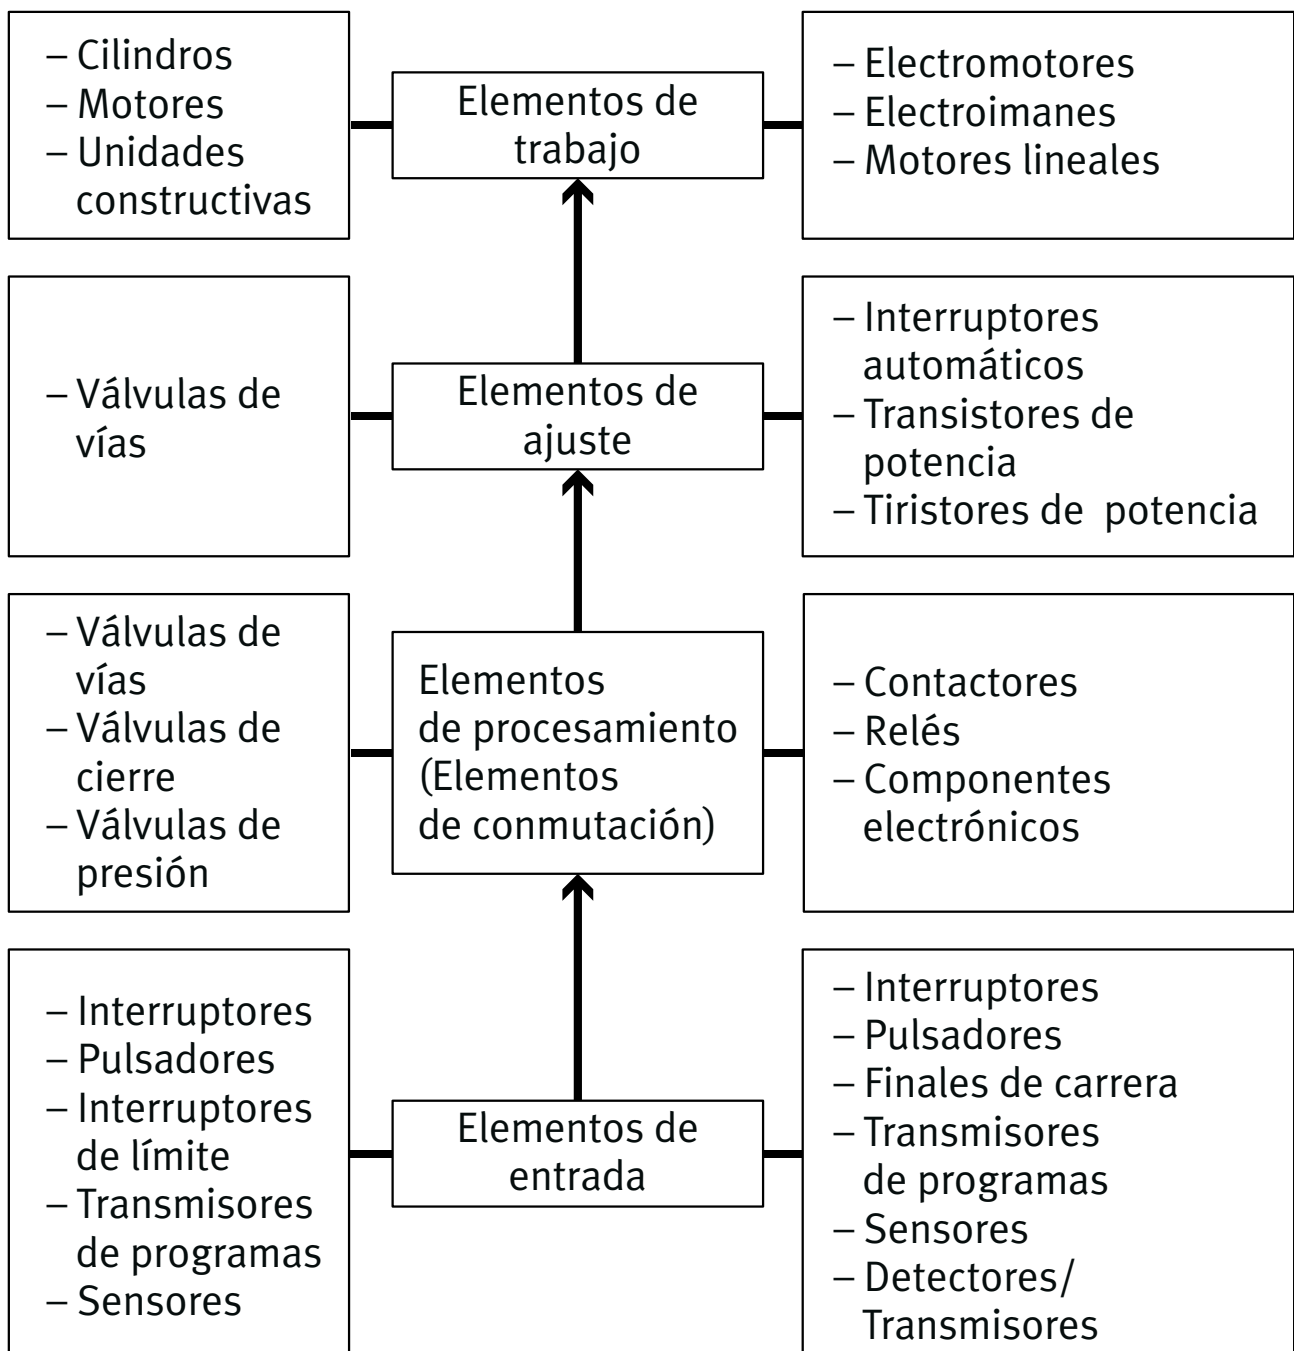 – Cilindros
– Motores
– Unidades
constructivas
Elementos de
trabajo
– Electromotores
– Electroimanes
– Motores lineales
– Válvulas de
vías
Elementos de
ajuste
– Interruptores
automáticos
– Transistores de
potencia
– Tiristores de potencia
– Válvulas de
vías
– Válvulas de
cierre
– Válvulas de
presión
Elementos
de procesamiento
(Elementos
de conmutación)
– Contactores
– Relés
– Componentes
electrónicos
– Interruptores
– Pulsadores
– Interruptores
de límite
– Transmisores
de programas
– Sensores
Elementos de
entrada
– Interruptores
– Pulsadores
– Finales de carrera
– Transmisores
de programas
– Sensores
– Detectores/
Transmisores